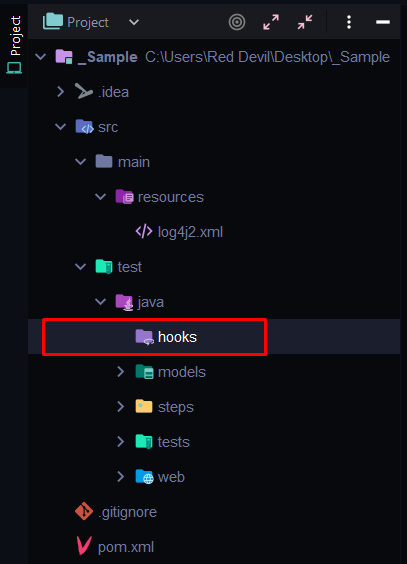 Project
Project
_Sample C:\Users\Red Devil\Desktop\_Sample
.idea
src
main
resources
log4j2.xml
test
java
hooks
models
steps
tests
web
.gitignore
pom.xml